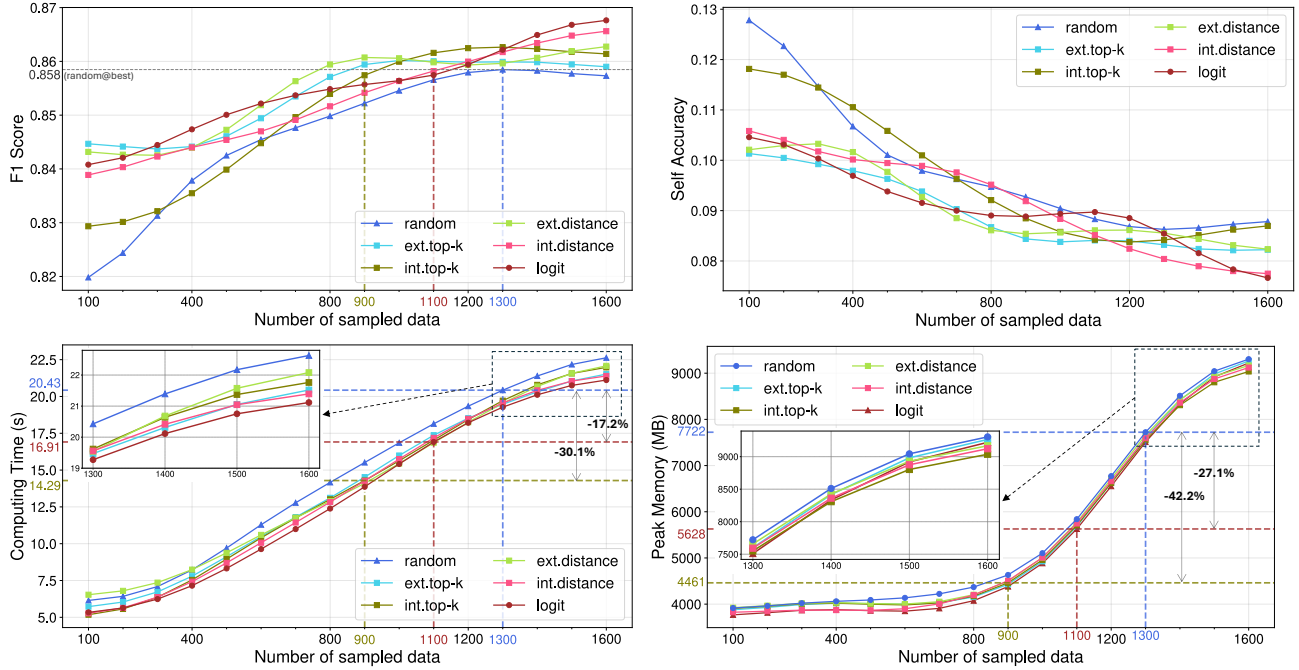 0.87
0.86
0.858 (random@best)
0.85
0.84
0.83
0.82
F1 Score
random
ext.top-k
int.top-k
ext.distance
int.distance
logit
100
400
800
900
1100
1200
1300
1600
Number of sampled data
0.13
0.12
0.11
0.10
0.09
0.08
Self Accuracy
random
ext.top-k
int.top-k
ext.distance
int.distance
logit
100
400
800
1200
1600
Number of sampled data
22.5
20.43
20.0
17.5
16.91
15.0
14.29
12.5
10.0
7.5
5.0
Computing Time (s)
22
21
20
19
1300
1400
1500
1600
-17.2%
-30.1%
random
ext.top-k
int.top-k
ext.distance
int.distance
logit
100
400
800
900
1100
1200
1300
1600
Number of sampled data
9000
8000
7722
7000
6000
5628
5000
4461
4000
Peak Memory (MB)
random
ext.top-k
int.top-k
ext.distance
int.distance
logit
9000
8500
8000
7500
1300
1400
1500
1600
-27.1%
-42.2%
100
400
800
900
1100
1200
1300
1600
Number of sampled data